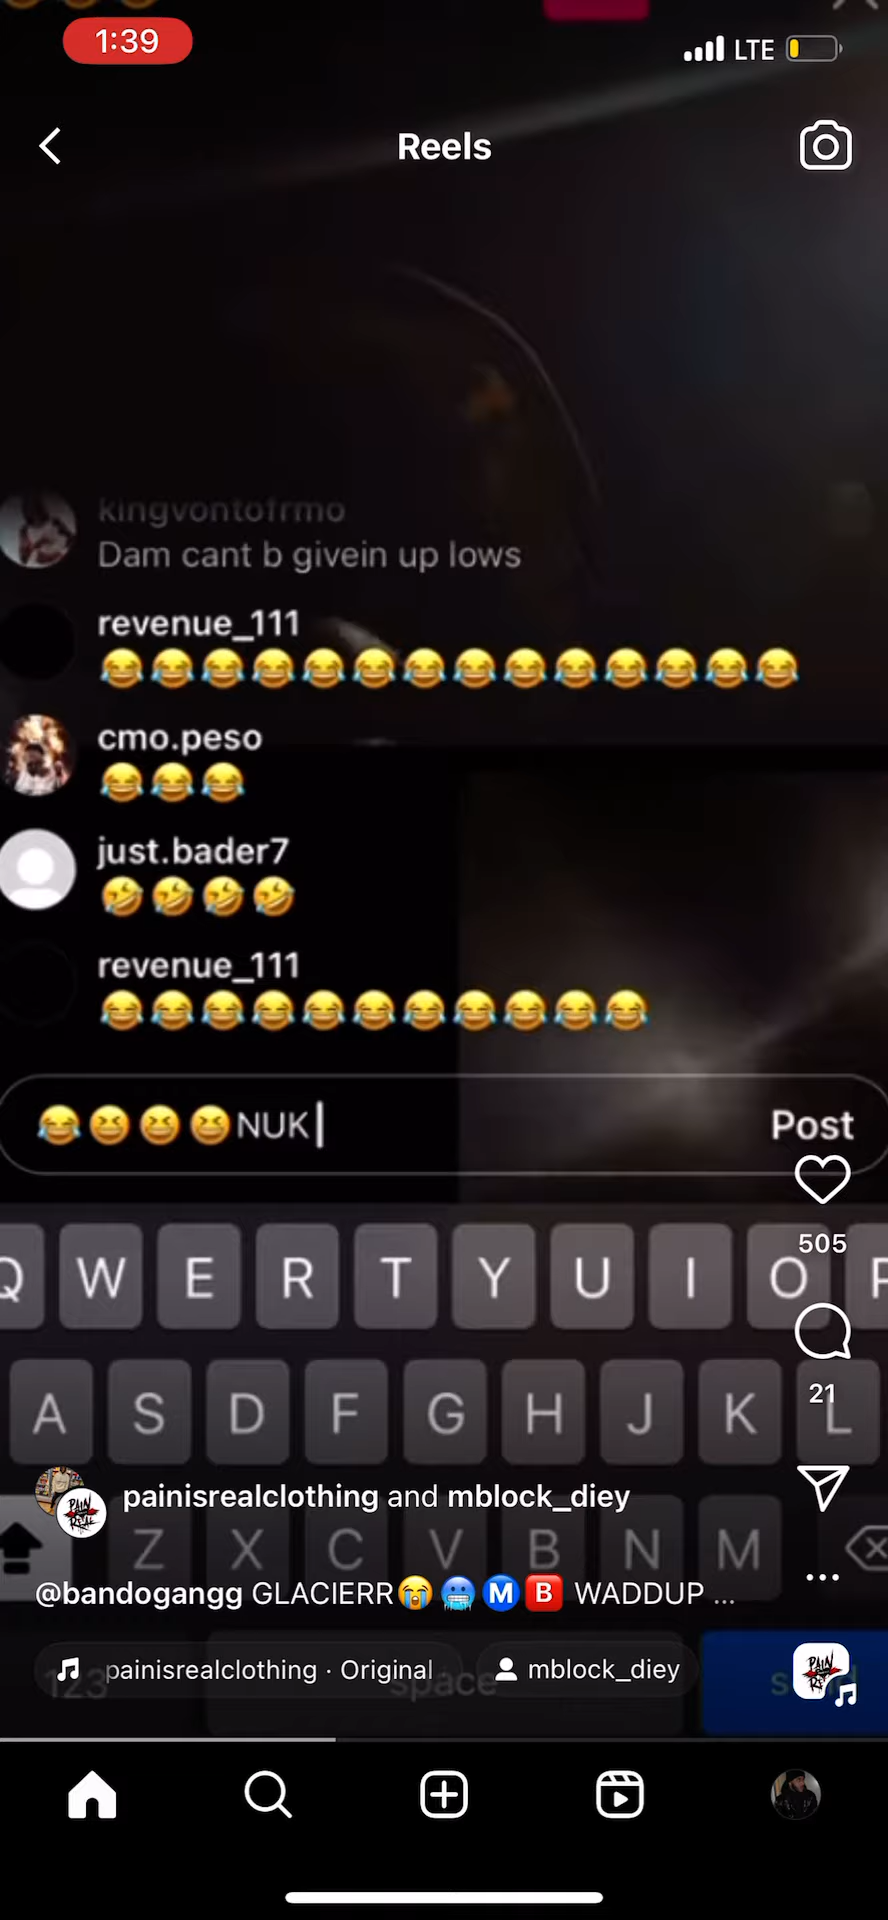 1:39
LTE
Reels
kingvontofrmo
Dam cant b givein up lows
revenue_111
😂😂😂😂😂😂😂😂😂😂😂😂😂😂
cmo.peso
😂😂😂
just.bader7
🤣🤣🤣🤣
revenue_111
😂😂😂😂😂😂😂😂😂😂😂
😂😆😆😆NUK
Post
505
Q W E R T Y U I O P
A S D F G H J K L
21
painisrealclothing and mblock_diey
Z X C V B N M
@bandogangg GLACIERR😭🥶Ⓜ️🅱️ WADDUP ...
painisrealclothing · Original
mblock_diey
123
space
PAIN